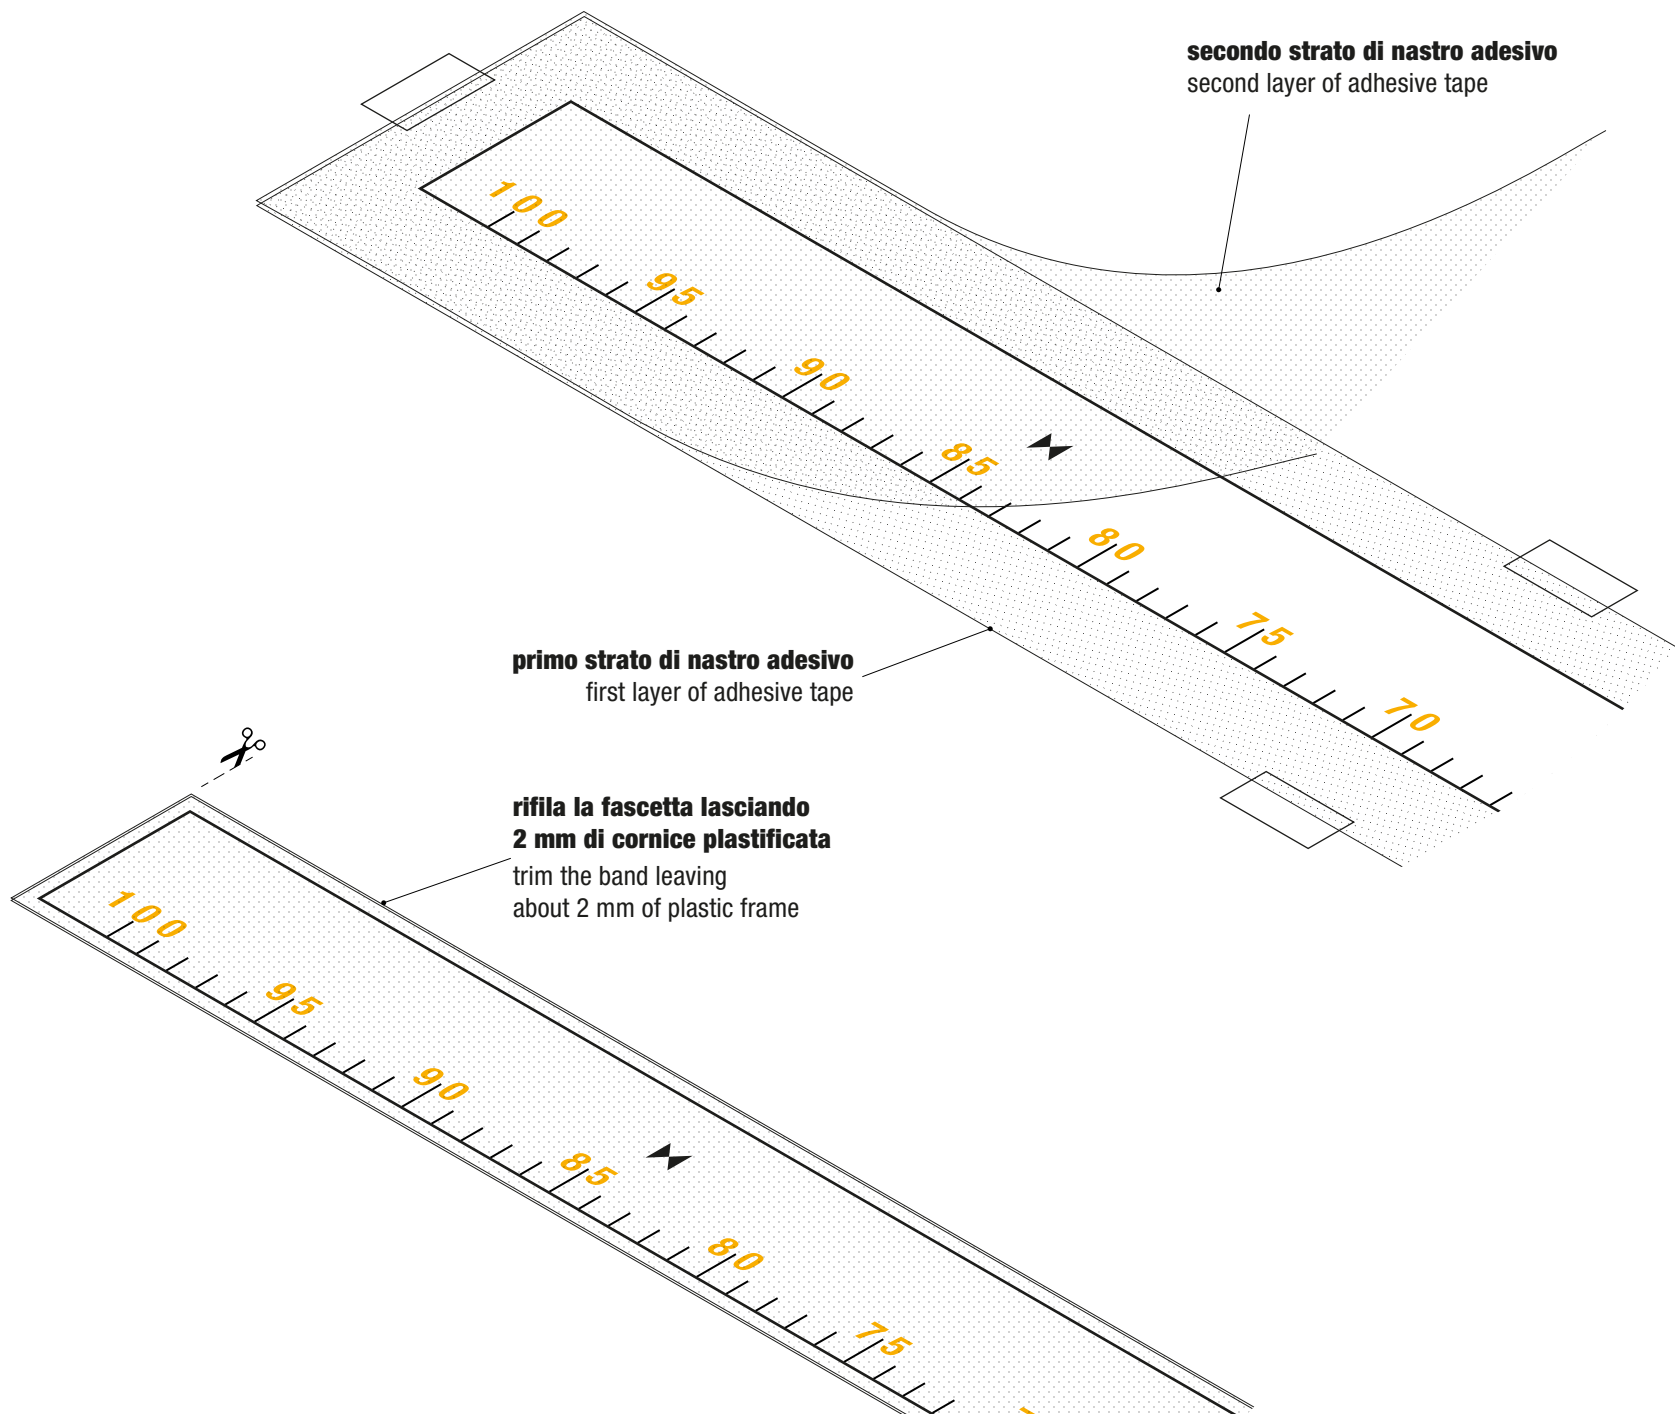 secondo strato di nastro adesivo
second layer of adhesive tape
100
95
90
85
80
75
70
primo strato di nastro adesivo
first layer of adhesive tape
rifila la fascetta lasciando
2 mm di cornice plastificata
trim the band leaving
about 2 mm of plastic frame
100
95
90
85
80
75